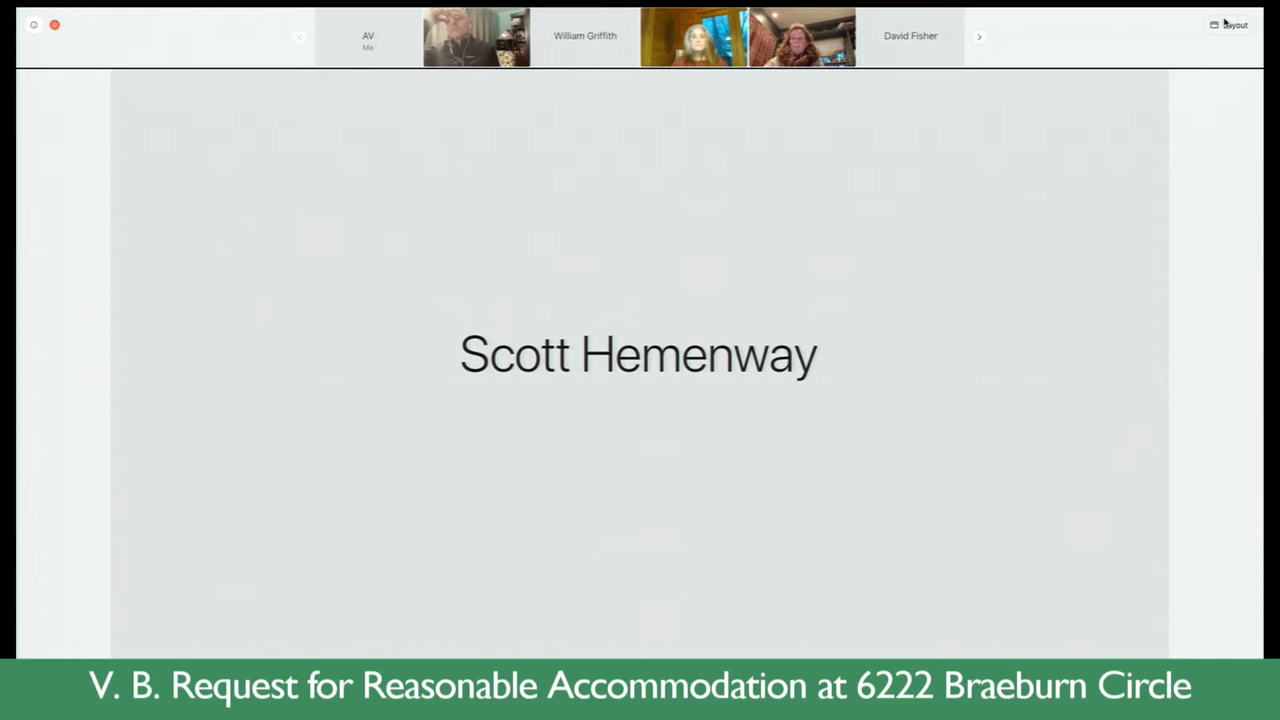 AV
Me
William Griffith
David Fisher
Layout
Scott Hemenway
V. B. Request for Reasonable Accommodation at 6222 Braeburn Circle